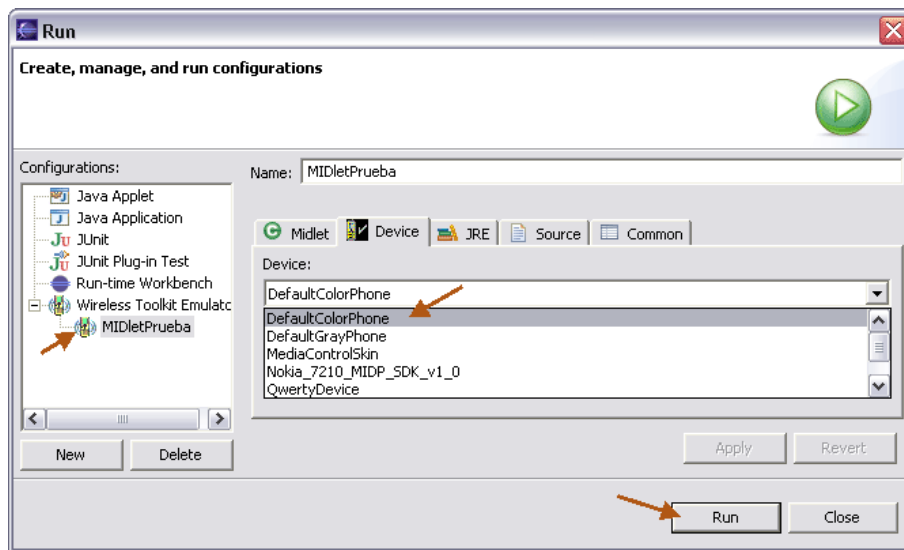 Run
Create, manage, and run configurations
Configurations:
Java Applet
Java Application
JUnit
JUnit Plug-in Test
Run-time Workbench
Wireless Toolkit Emulatc
MIDletPrueba
New
Delete
Name: MIDletPrueba
Midlet
Device
JRE
Source
Common
Device:
DefaultColorPhone
DefaultColorPhone
DefaultGrayPhone
MediaControlSkin
Nokia_7210_MIDP_SDK_v1_0
QwertyDevice
Apply
Revert
Run
Close